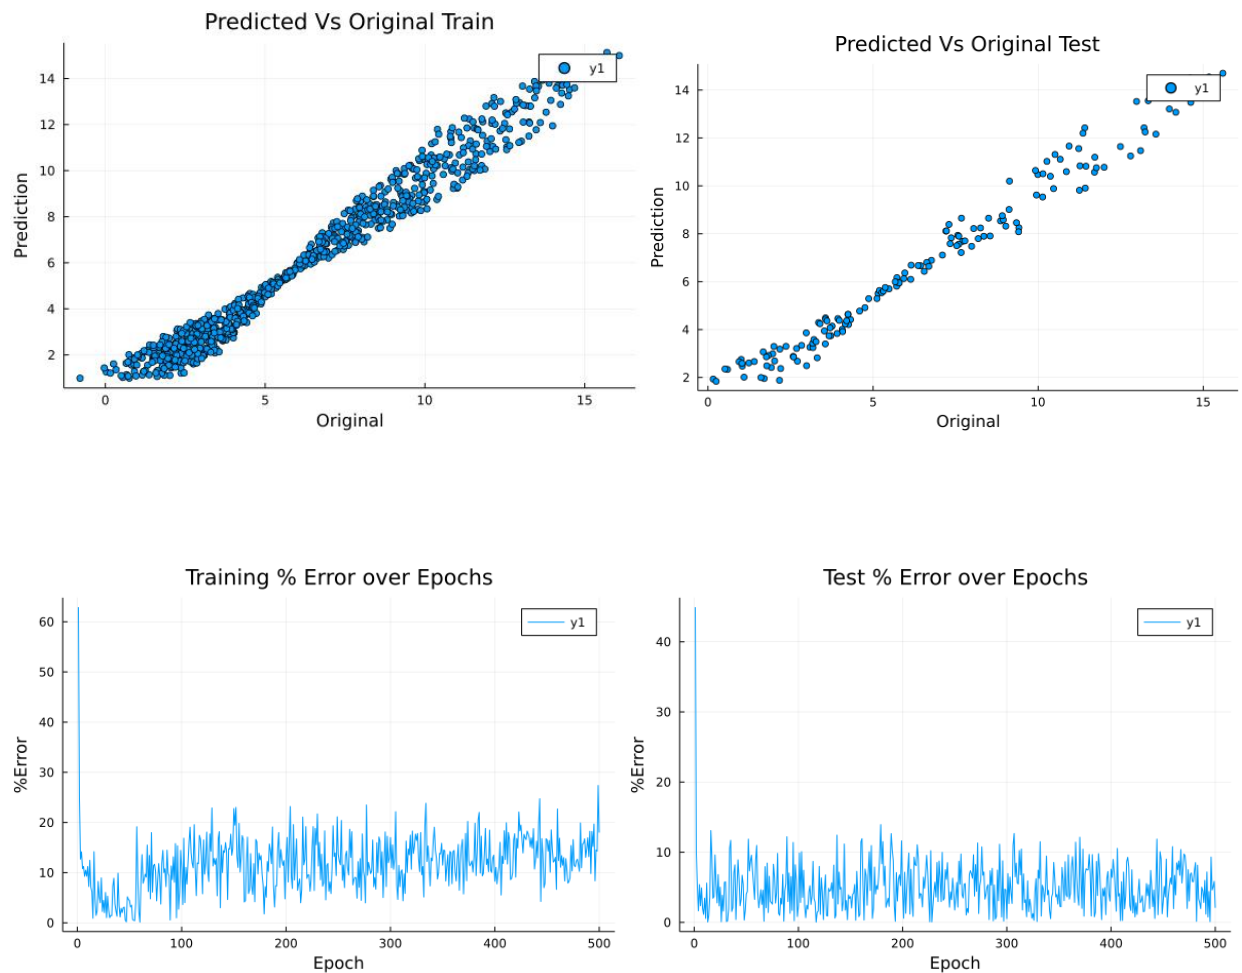 Predicted Vs Original Train
y1
14
12
10
8
6
4
2
Prediction
0 5 10 15
Original
Predicted Vs Original Test
y1
14
12
10
8
6
4
2
Prediction
0 5 10 15
Original
Training % Error over Epochs
y1
60
50
40
30
20
10
0
%Error
0 100 200 300 400 500
Epoch
Test % Error over Epochs
y1
40
30
20
10
0
%Error
0 100 200 300 400 500
Epoch